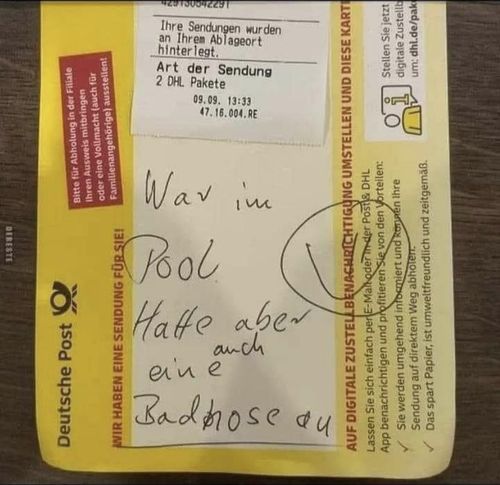 4291305422291
Ihre Sendungen wurden
an Ihrem Ablageort
hinterlegt.
Art der Sendung
2 DHL Pakete
09.09. 13:33
47.16.004.RE
War im
Pool
Hatte aber
auch
eine
Badhose an
Bitte für Abholung in der Filiale
Ihren Ausweis mitbringen
oder eine Vollmacht (auch für
Familienangehörige) ausstellen!
Deutsche Post
WIR HABEN EINE SENDUNG FÜR SIE!
AUF DIGITALE ZUSTELLBENACHRICHTIGUNG UMSTELLEN UND DIESE KART
Lassen Sie sich einfach per E-Mail oder in der Post & DHL
App benachrichtigen und profitieren Sie von den Vorteilen:
✓ Sie werden umgehend informiert und können Ihre
Sendung auf direktem Weg abholen.
✓ Das spart Papier, ist umweltfreundlich und zeitgemäß.
Stellen Sie jetzt
digitale Zustellb
um: dhl.de/pak